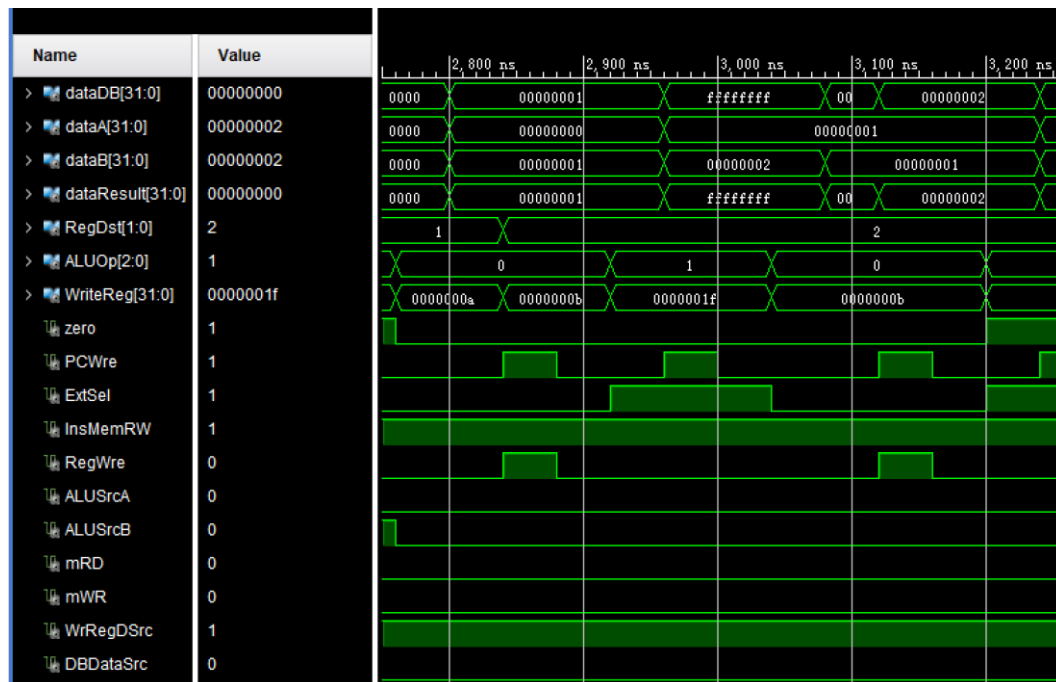 Name Value
2,800 ns 2,900 ns 3,000 ns 3,100 ns 3,200 ns
dataDB[31:0] 00000000 0000 00000001 ffffffff 00 00000002
dataA[31:0] 00000002 0000 00000000 00000001
dataB[31:0] 00000002 0000 00000001 00000002 00000001
dataResult[31:0] 00000000 0000 00000001 ffffffff 00 00000002
RegDst[1:0] 2 1 2
ALUOp[2:0] 1 0 1 0
WriteReg[31:0] 0000001f 0000000a 0000000b 0000001f 0000000b
zero 1
PCWre 1
ExtSel 1
InsMemRW 1
RegWre 0
ALUSrcA 0
ALUSrcB 0
mRD 0
mWR 0
WrRegDSrc 1
DBDataSrc 0